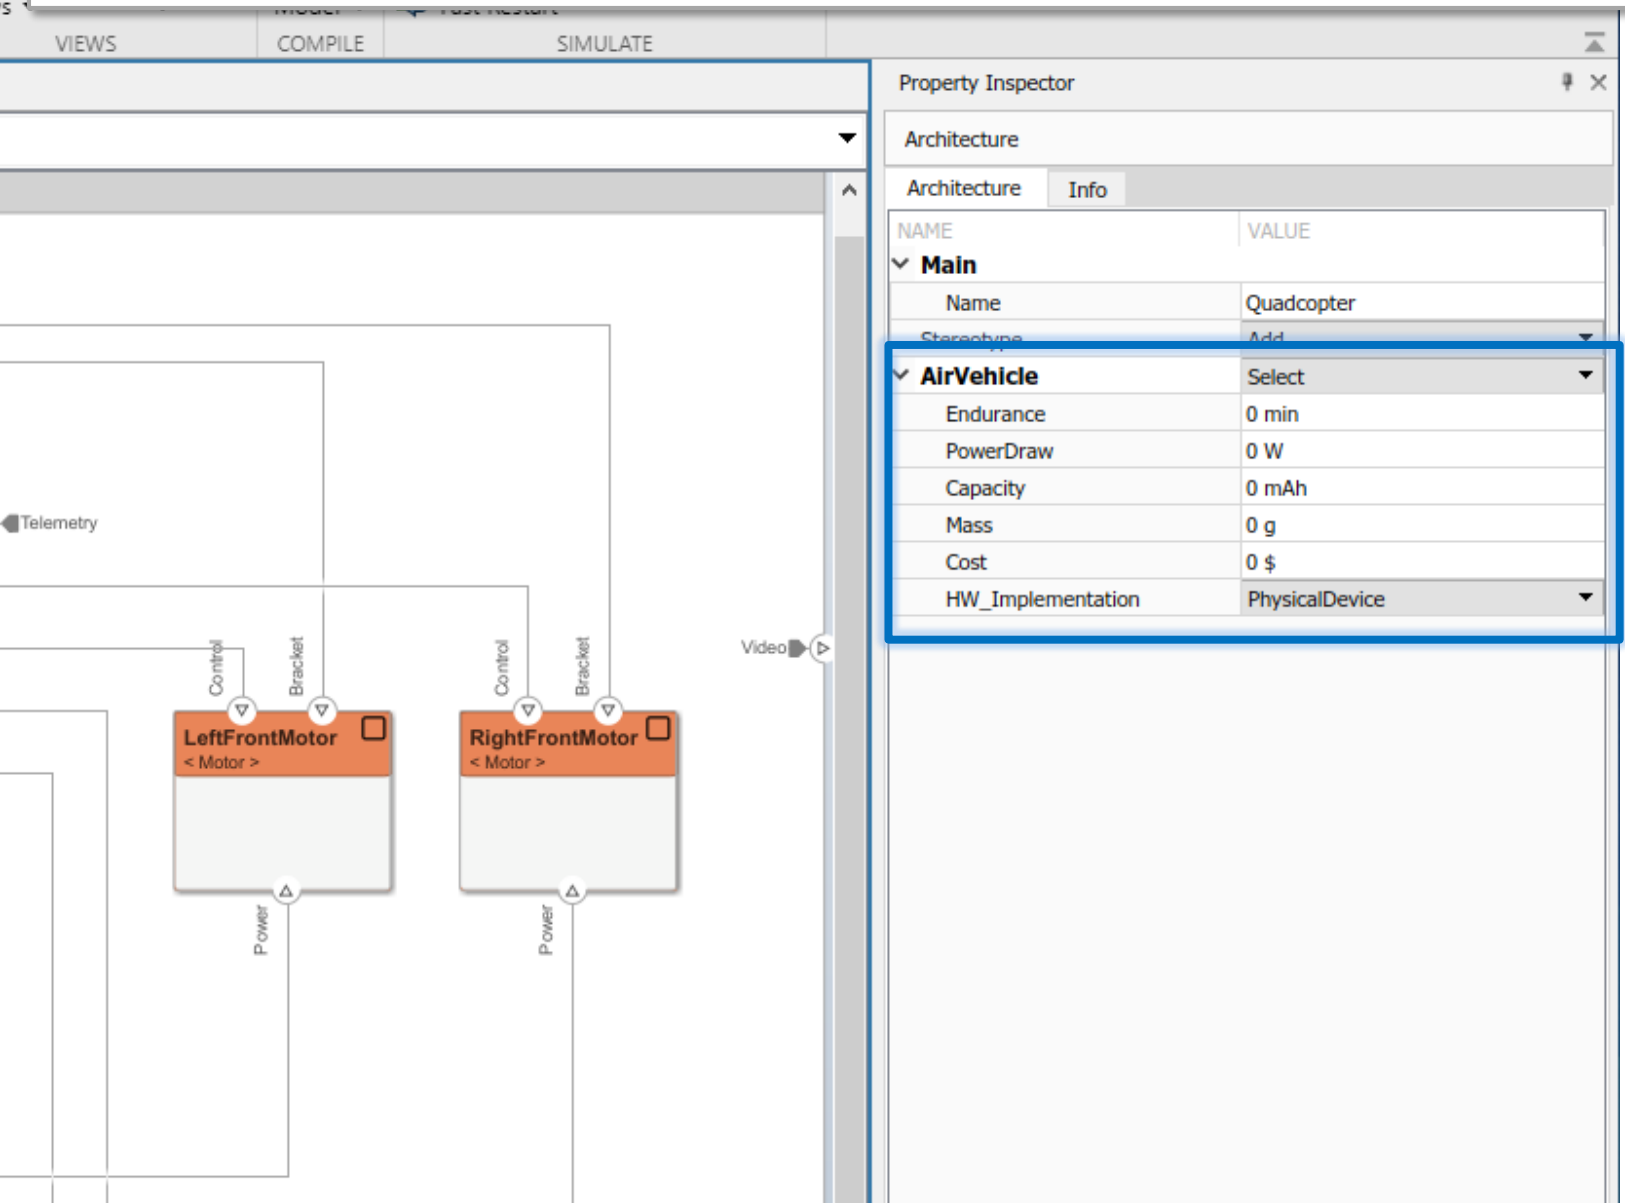 VIEWS
COMPILE
SIMULATE
Property Inspector
Architecture
Architecture Info
NAME VALUE
Main
Name Quadcopter
Stereotype Add
AirVehicle Select
Endurance 0 min
PowerDraw 0 W
Capacity 0 mAh
Mass 0 g
Cost 0 $
HW_Implementation PhysicalDevice
Telemetry
Video
Control
Bracket
Control
Bracket
LeftFrontMotor
< Motor >
RightFrontMotor
< Motor >
Power
Power